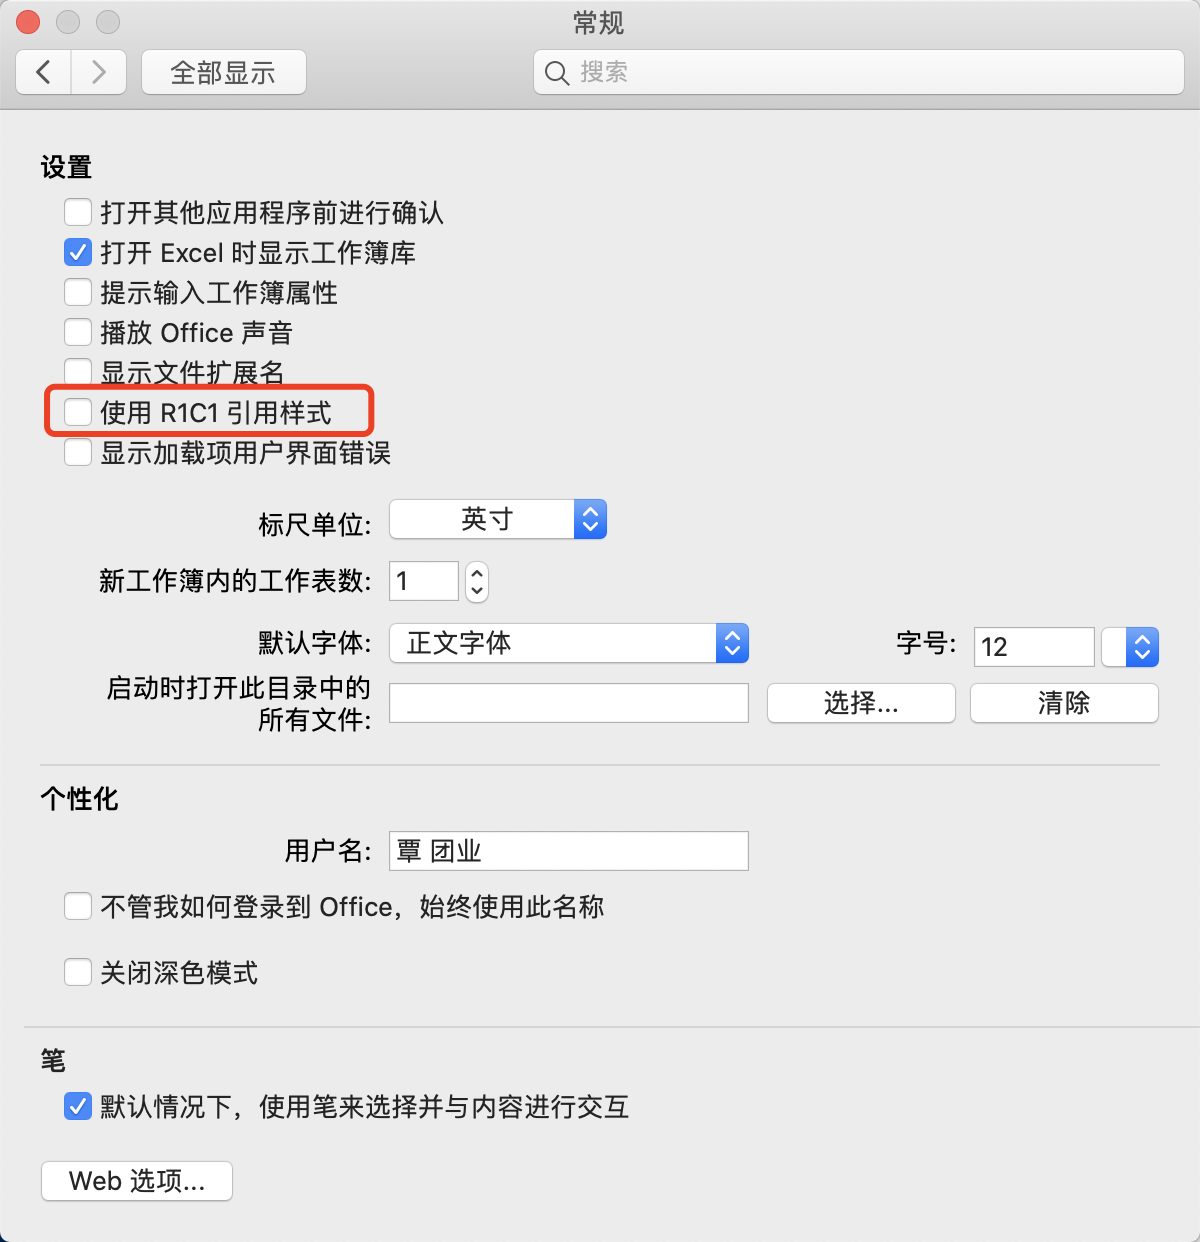 常规
全部显示
搜索
设置
打开其他应用程序前进行确认
打开 Excel 时显示工作簿库
提示输入工作簿属性
播放 Office 声音
显示文件扩展名
使用 R1C1 引用样式
显示加载项用户界面错误
标尺单位: 英寸
新工作簿内的工作表数: 1
默认字体: 正文字体 字号: 12
启动时打开此目录中的
所有文件: 选择... 清除
个性化
用户名: 覃 团业
不管我如何登录到 Office，始终使用此名称
关闭深色模式
笔
默认情况下，使用笔来选择并与内容进行交互
Web 选项...